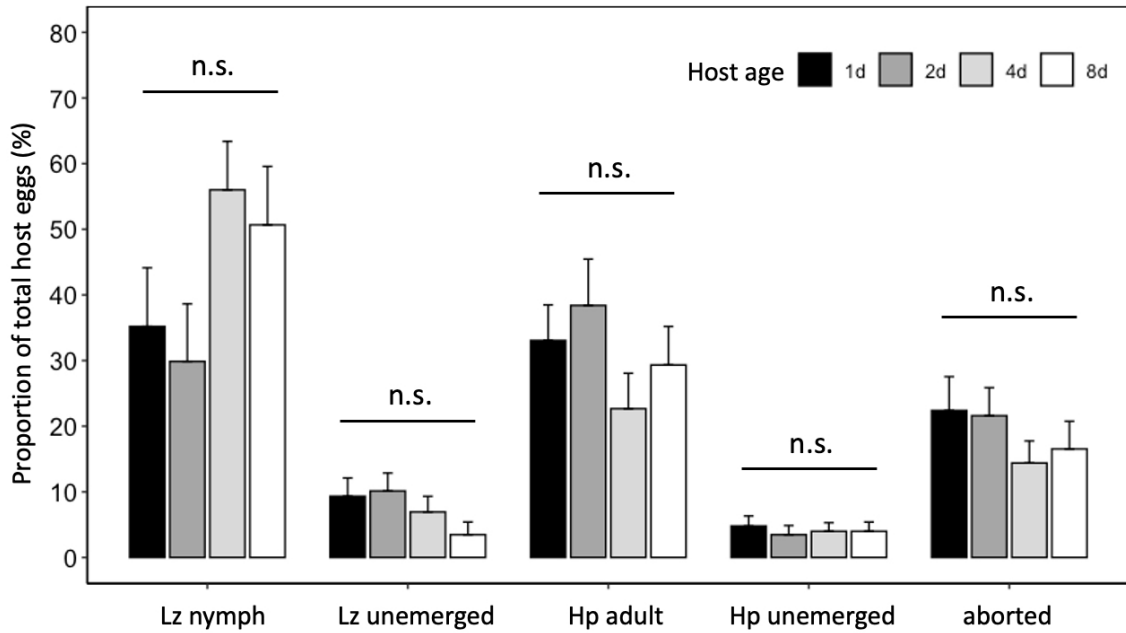 80
70
60
50
40
30
20
10
0
Proportion of total host eggs (%)
Host age 1d 2d 4d 8d
n.s.
n.s.
n.s.
n.s.
n.s.
Lz nymph Lz unemerged Hp adult Hp unemerged aborted